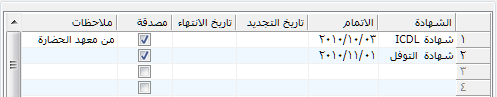 الشهادة الاتمام تاريخ التجديد تاريخ الانتهاء مصدقة ملاحظات
١ شهادة ICDL ٢٠١٠/١٠/٠٣ من معهد الحضارة
٢ شهادة التوفل ٢٠١٠/١١/٠١
٣
٤